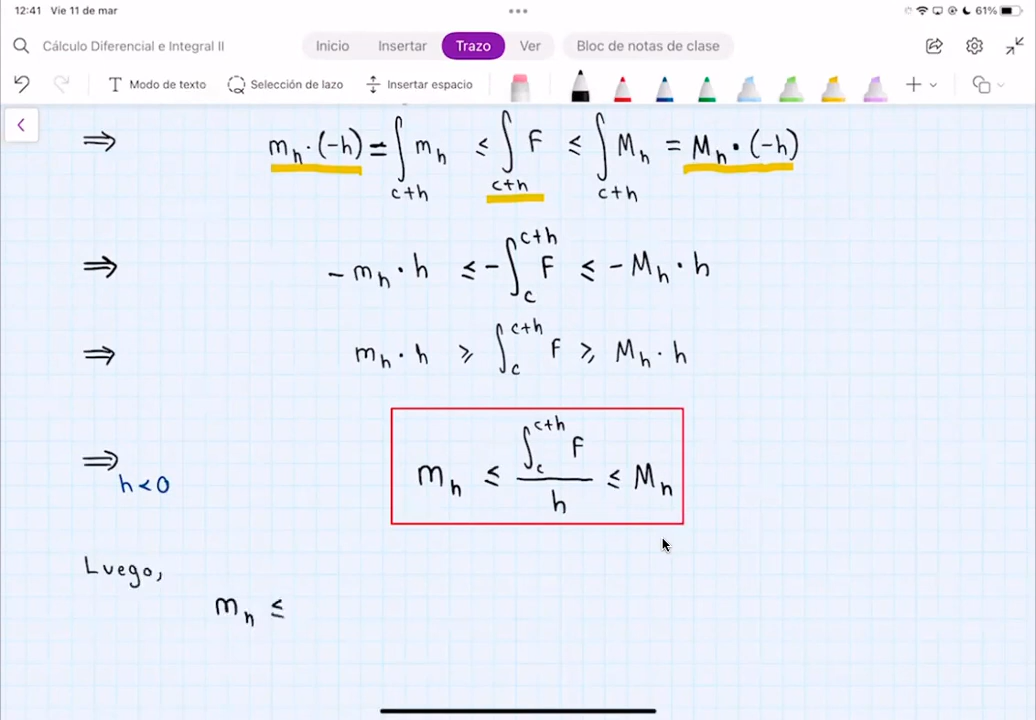 12:41 Vie 11 de mar 61%
Cálculo Diferencial e Integral II Inicio Insertar Trazo Ver Bloc de notas de clase
Modo de texto Selección de lazo Insertar espacio
⇒ m_h · (-h) = ∫_{c+h} m_h ≤ ∫_{c+h} F ≤ ∫_{c+h} M_h = M_h · (-h)
⇒ - m_h · h ≤ - ∫_c^{c+h} F ≤ - M_h · h
⇒ m_h · h ≥ ∫_c^{c+h} F ≥ M_h · h
⇒ h < 0 m_h ≤ (∫_c^{c+h} F) / h ≤ M_h
Luego,
m_h ≤